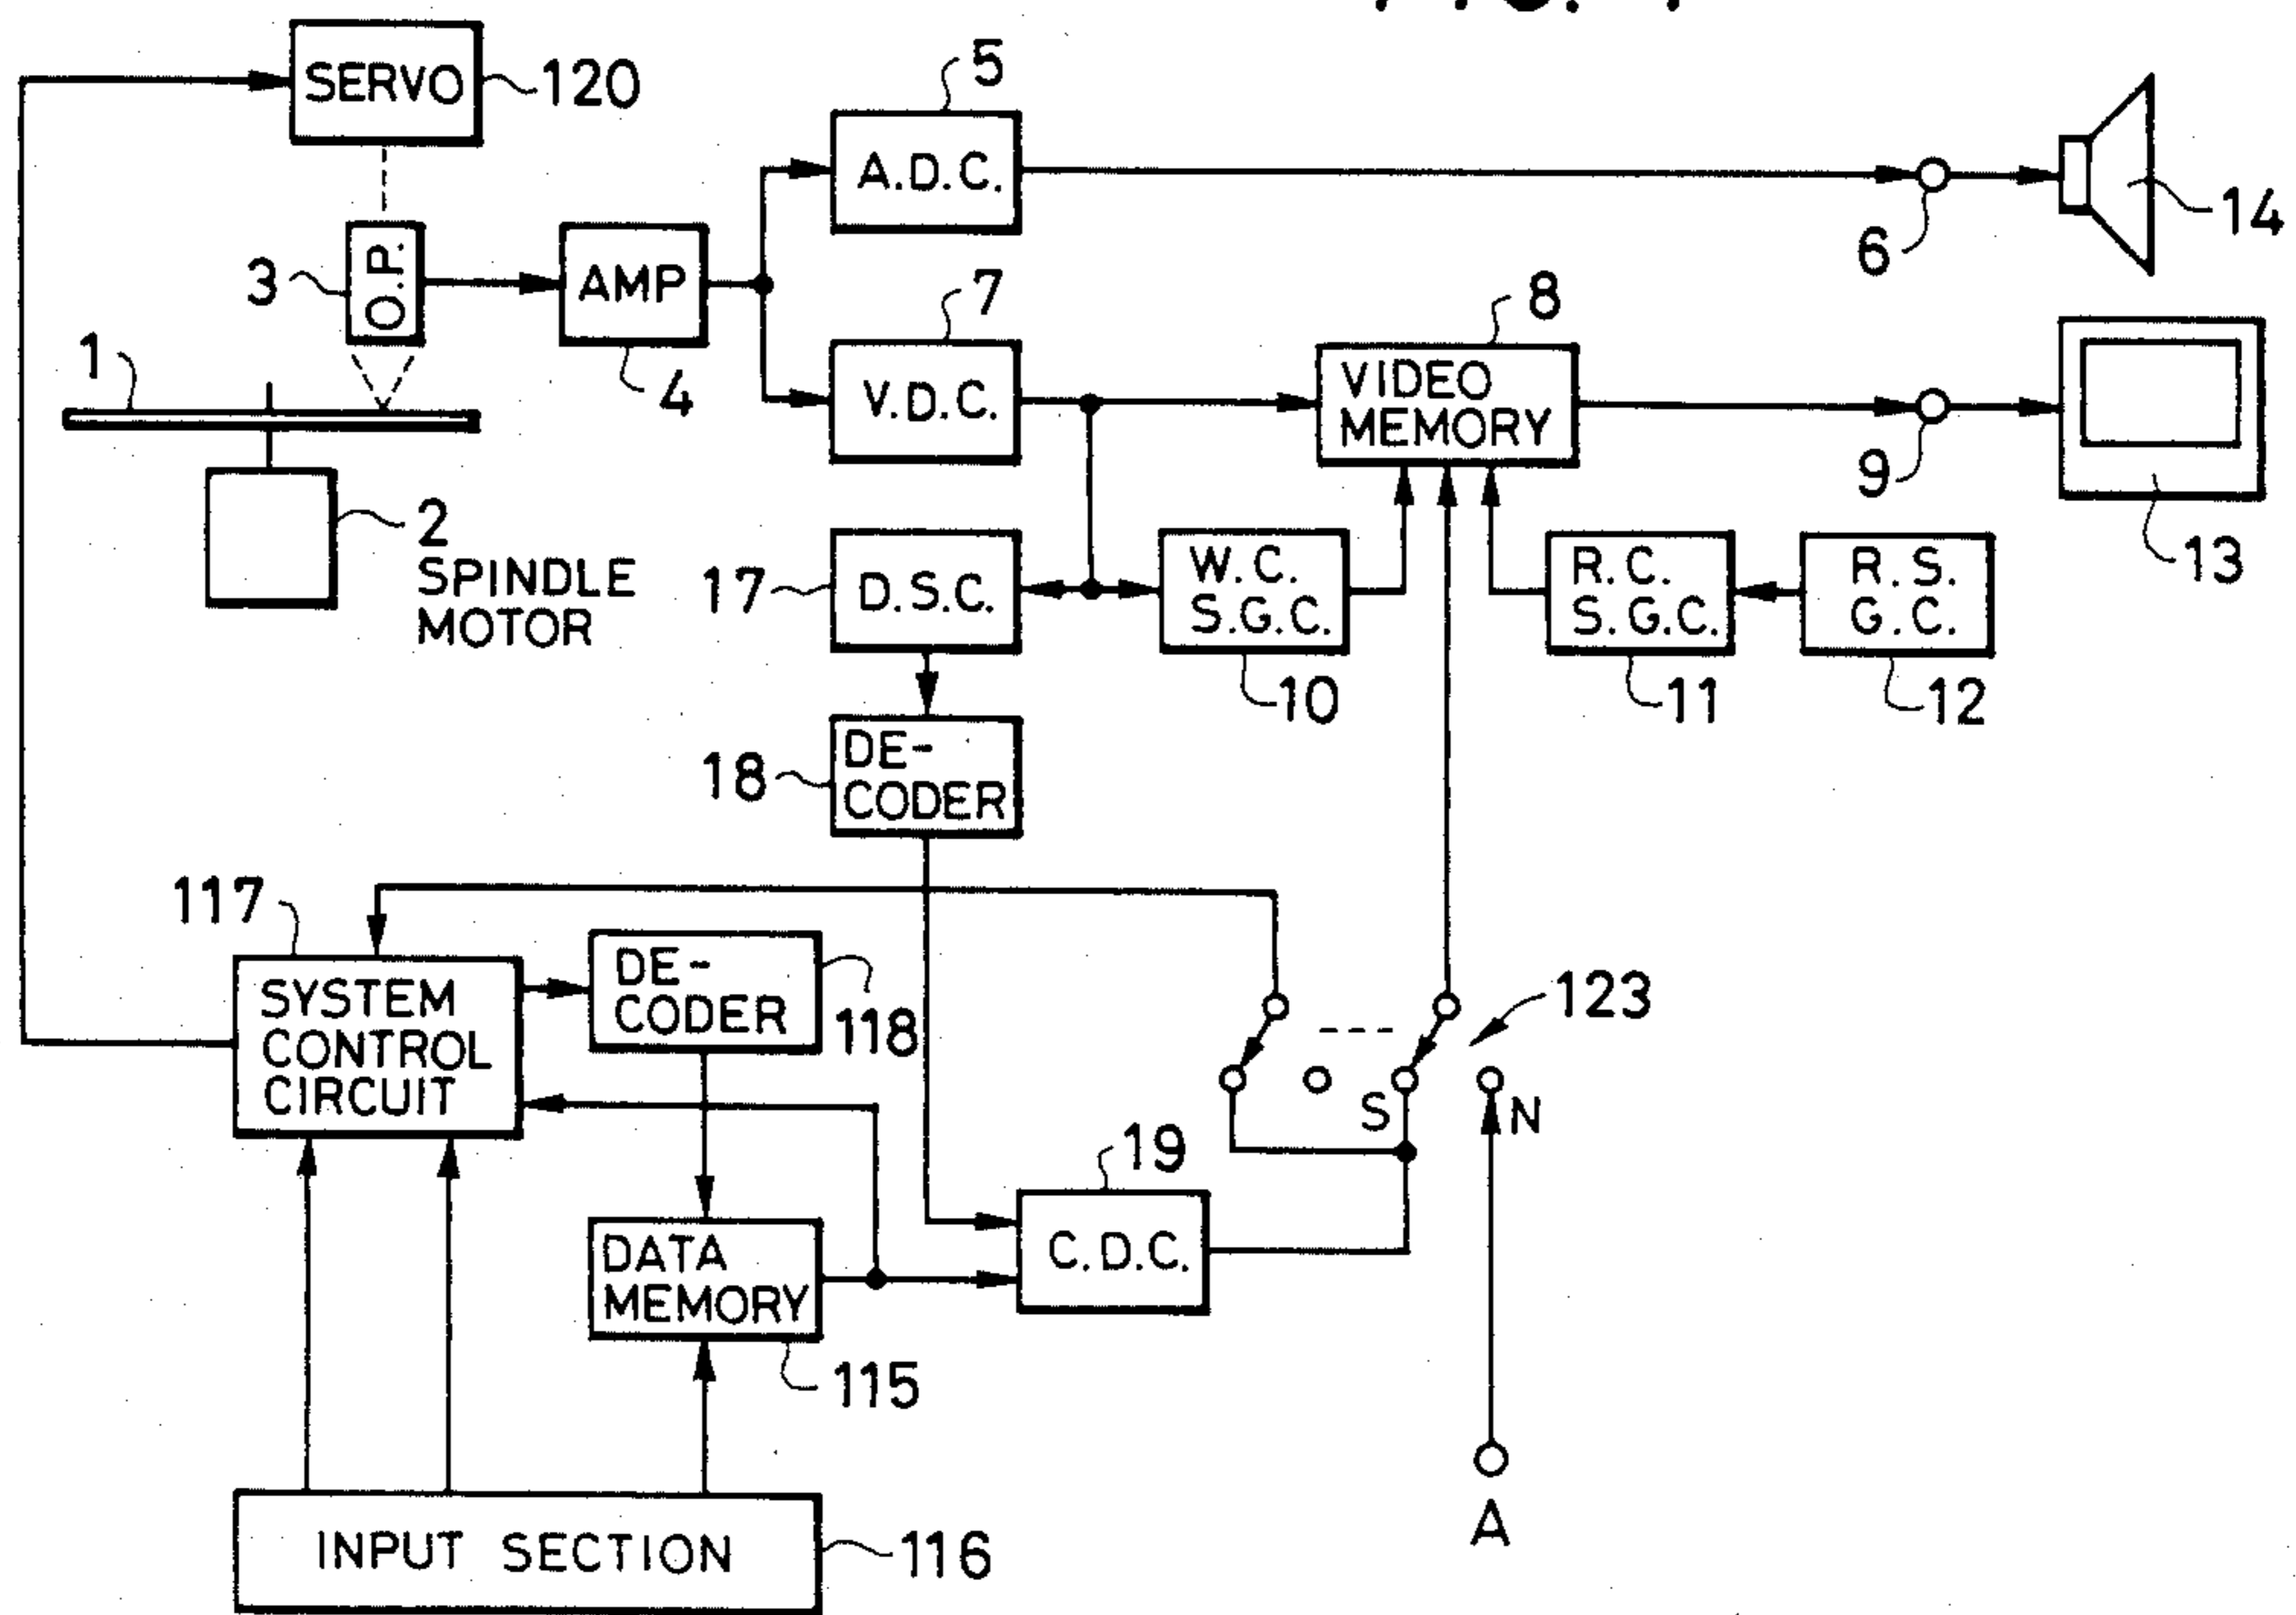 SERVO
120
5
A.D.C.
6
14
3
O.P.
AMP
4
7
V.D.C.
8
VIDEO
MEMORY
9
13
1
2
SPINDLE
MOTOR
17
D.S.C.
W.C.
S.G.C.
10
R.C.
S.G.C.
11
R.S.
G.C.
12
18
DE-
CODER
117
SYSTEM
CONTROL
CIRCUIT
DE-
CODER
118
123
S
N
19
C.D.C.
DATA
MEMORY
115
INPUT SECTION
116
A